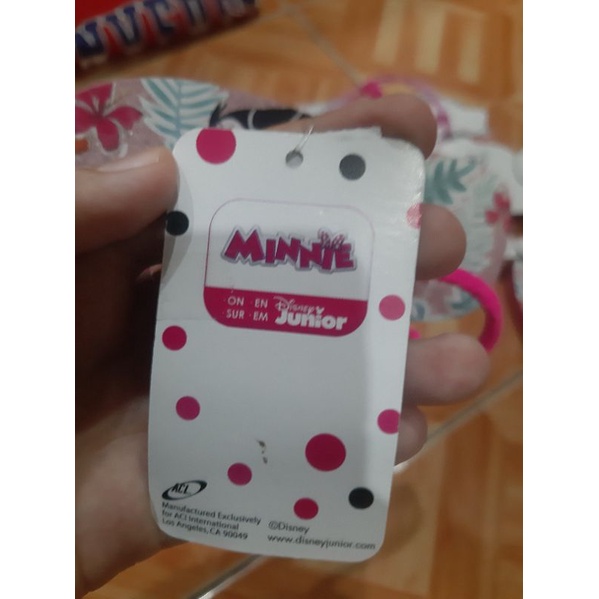 NUEVO
MINNIE
·ON ·EN
·SUR ·EM
Disney
Junior
ACI
Manufactured Exclusively
for ACI International
Los Angeles, CA 90049
©Disney
www.disneyjunior.com